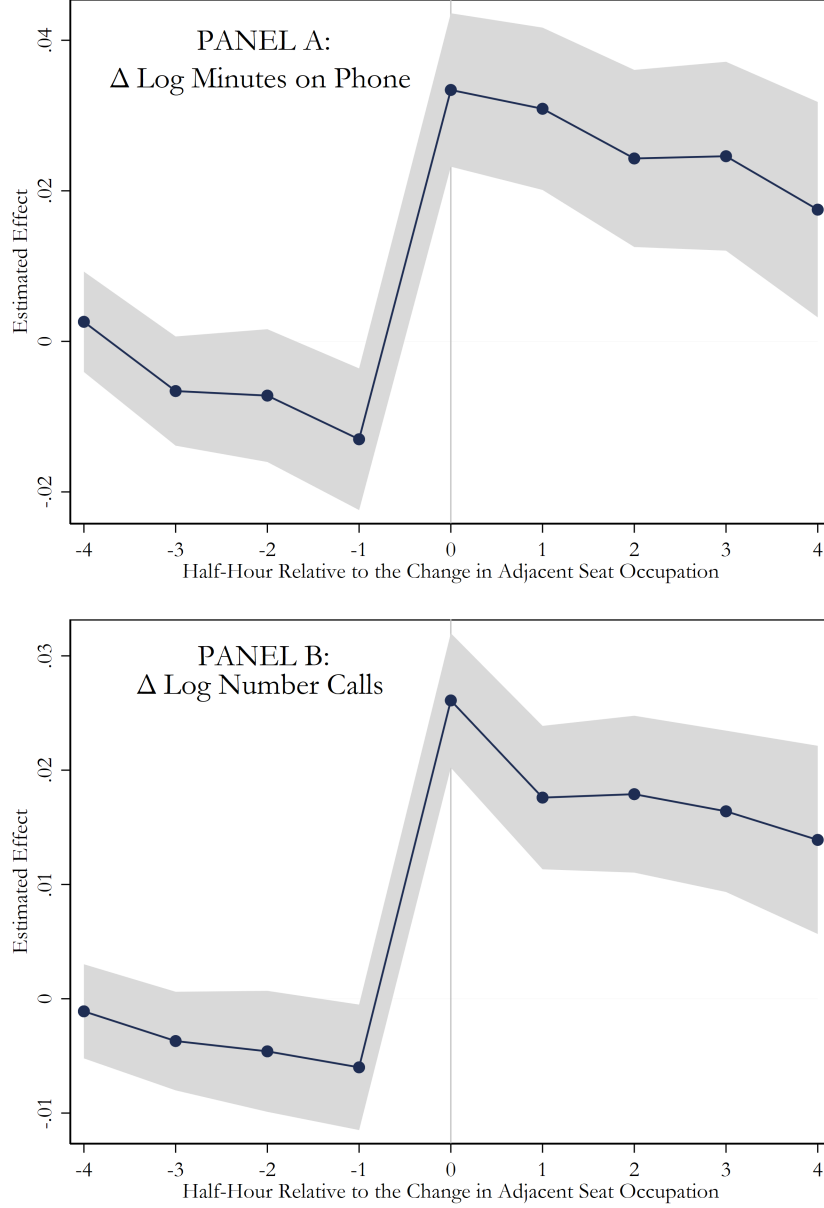 PANEL A:
Δ Log Minutes on Phone
Estimated Effect
.04
.02
0
-.02
-4 -3 -2 -1 0 1 2 3 4
Half-Hour Relative to the Change in Adjacent Seat Occupation
PANEL B:
Δ Log Number Calls
Estimated Effect
.03
.02
.01
0
-.01
-4 -3 -2 -1 0 1 2 3 4
Half-Hour Relative to the Change in Adjacent Seat Occupation